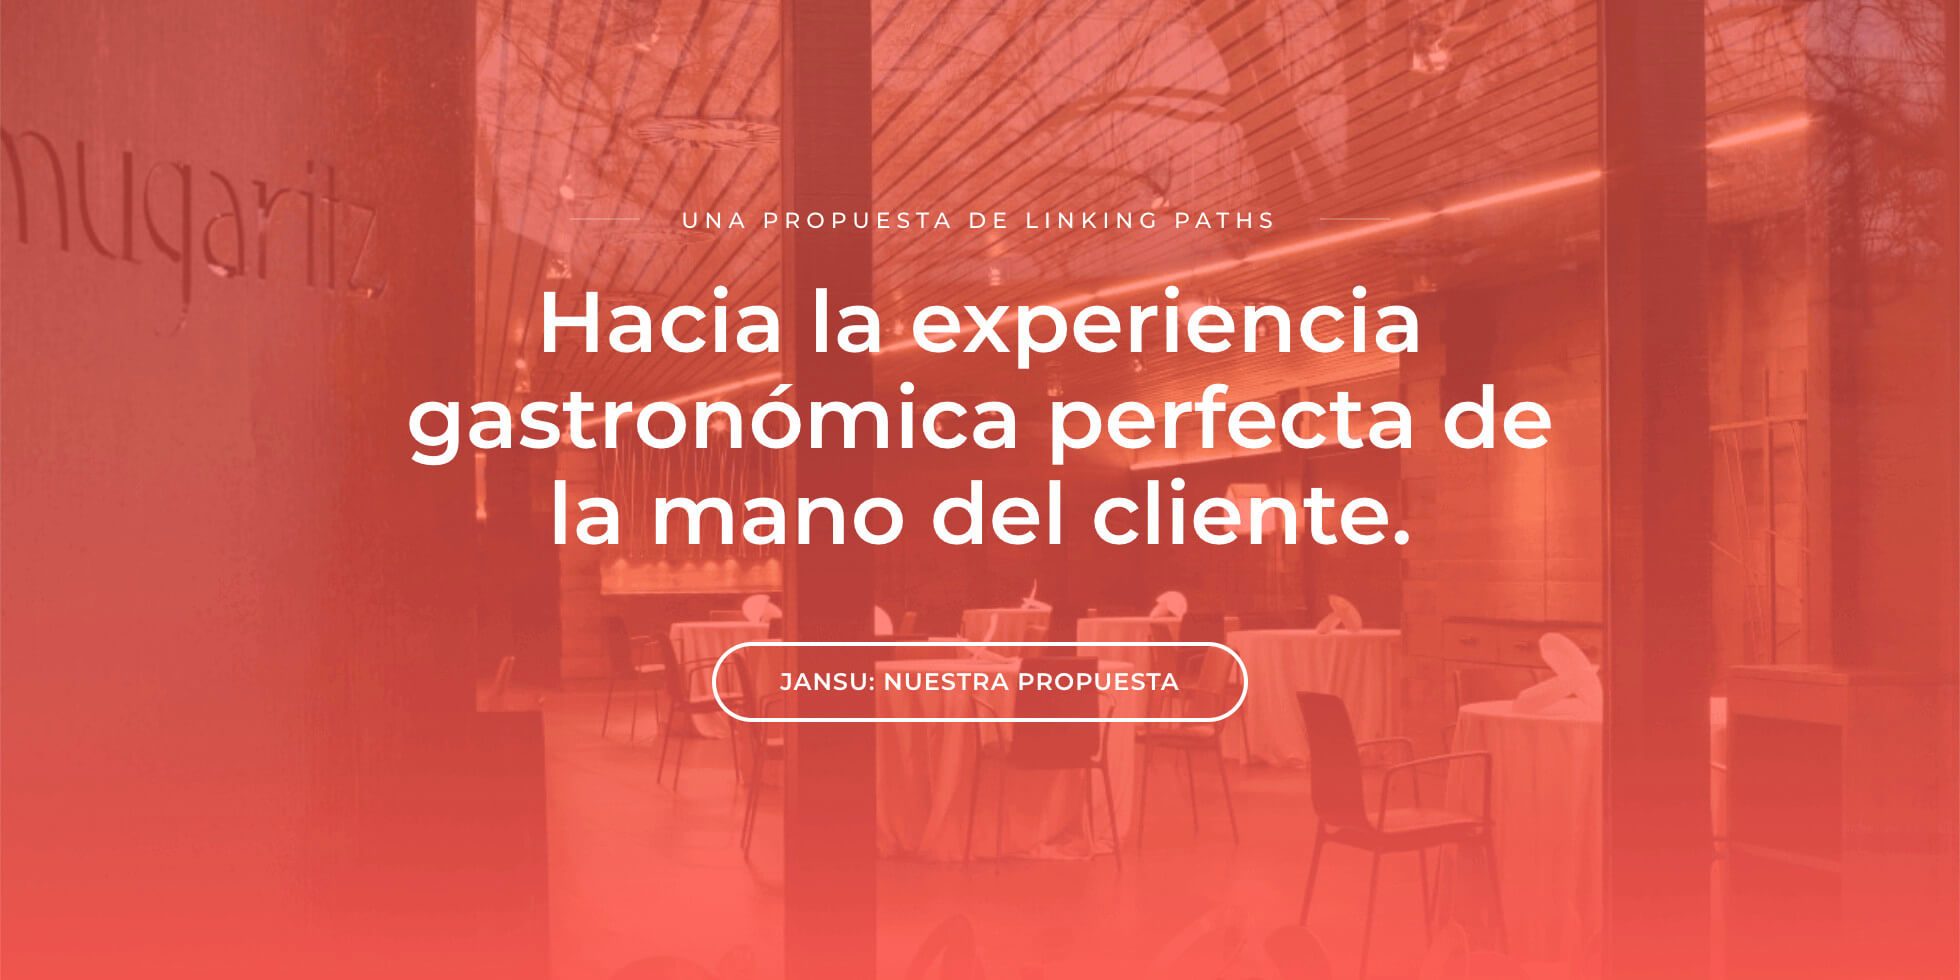 mugaritz
UNA PROPUESTA DE LINKING PATHS
Hacia la experiencia
gastronómica perfecta de
la mano del cliente.
JANSU: NUESTRA PROPUESTA